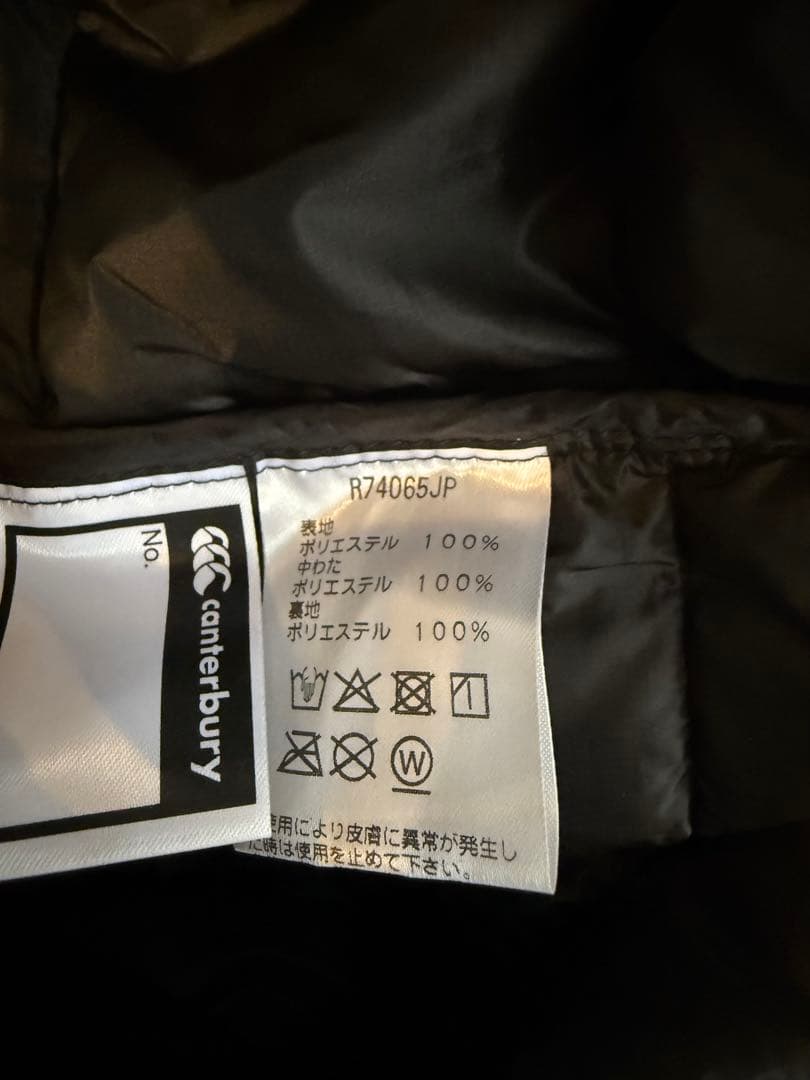 No.
canterbury
R74065JP
表地
ポリエステル 100%
中わた
ポリエステル 100%
裏地
ポリエステル 100%
W
使用により皮膚に異常が発生し
た時は使用を止めて下さい。